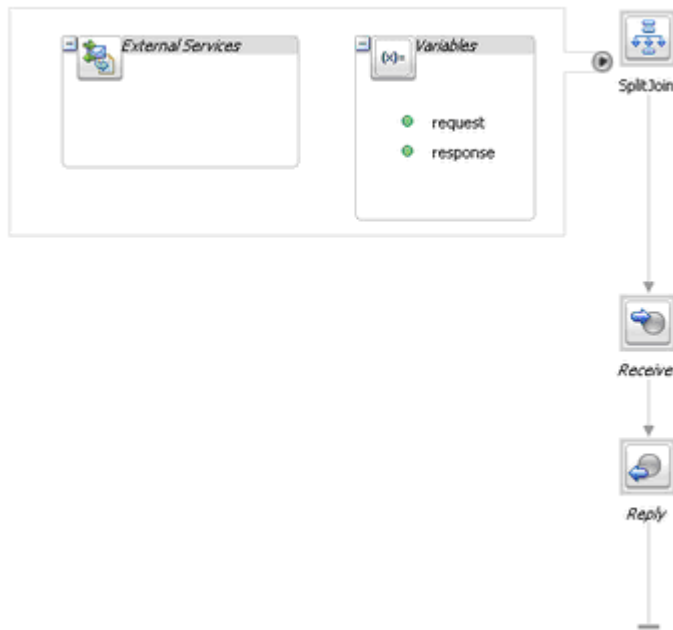 External Services
Variables
(x)=
request
response
SplitJoin
Receive
Reply